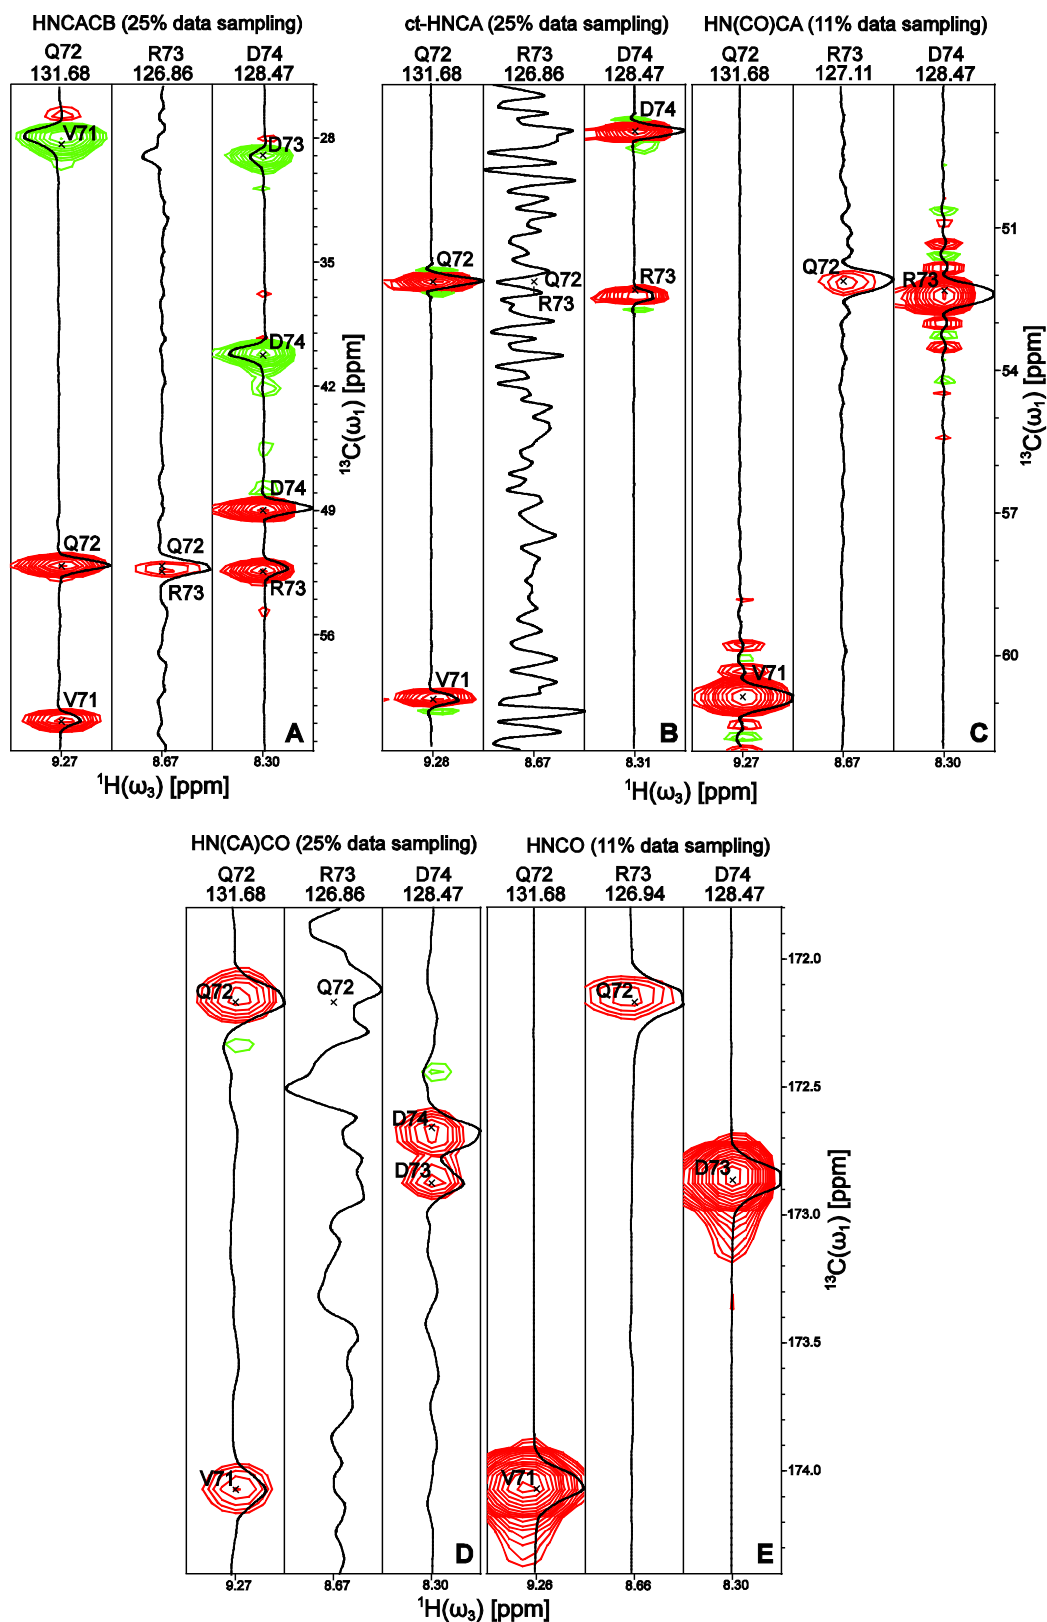 HNCACB (25% data sampling)
Q72 R73 D74
131.68 126.86 128.47
V71
D73
28
35
D74
42
D74
49
Q72 Q72
R73 R73
56
V71
A
9.27 8.67 8.30
¹H(ω₃) [ppm]
¹³C(ω₁) [ppm]
ct-HNCA (25% data sampling)
Q72 R73 D74
131.68 126.86 128.47
D74
Q72 Q72 R73
R73
V71
B
9.26 8.67 8.31
HN(CO)CA (11% data sampling)
Q72 R73 D74
131.68 127.11 128.47
51
Q72 R73
54
57
60
V71
C
9.27 8.67 8.30
¹H(ω₃) [ppm]
¹³C(ω₁) [ppm]
HN(CA)CO (25% data sampling)
Q72 R73 D74
131.68 126.86 128.47
Q72 Q72
D74
D73
V71
D
9.27 8.67 8.30
HNCO (11% data sampling)
Q72 R73 D74
131.68 126.94 128.47
172.0
Q72
172.5
D73
173.0
173.5
174.0
V71
E
9.26 8.66 8.30
¹H(ω₃) [ppm]
¹³C(ω₁) [ppm]